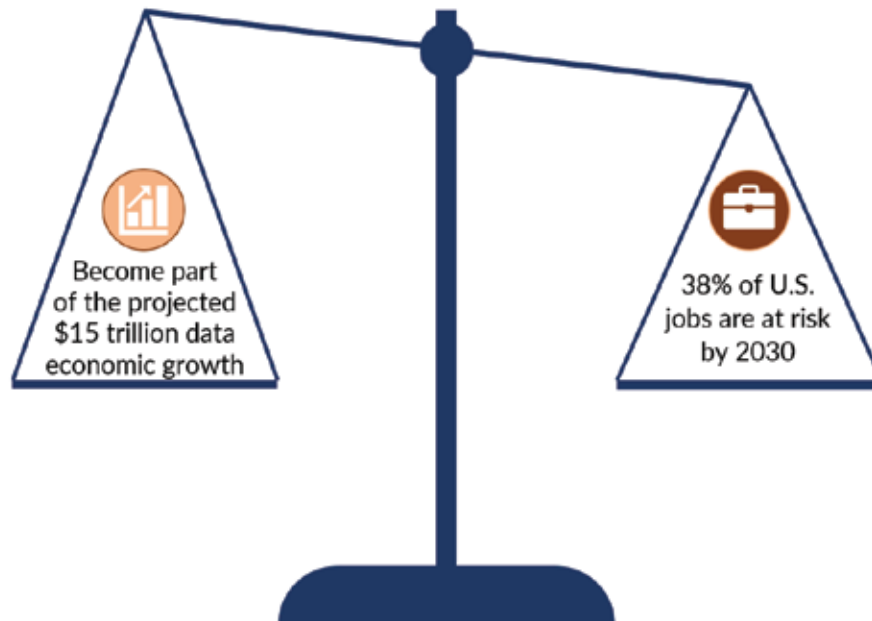 Become part
of the projected
$15 trillion data
economic growth
38% of U.S.
jobs are at risk
by 2030